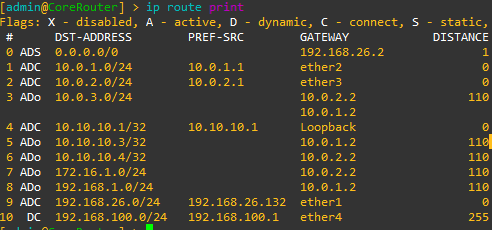 [admin@CoreRouter] > ip route print
Flags: X - disabled, A - active, D - dynamic, C - connect, S - static,
# DST-ADDRESS PREF-SRC GATEWAY DISTANCE
0 ADS 0.0.0.0/0 192.168.26.2 1
1 ADC 10.0.1.0/24 10.0.1.1 ether2 0
2 ADC 10.0.2.0/24 10.0.2.1 ether3 0
3 ADo 10.0.3.0/24 10.0.2.2 110
10.0.1.2
4 ADC 10.10.10.1/32 10.10.10.1 Loopback 0
5 ADo 10.10.10.3/32 10.0.1.2 110
6 ADo 10.10.10.4/32 10.0.2.2 110
7 ADo 172.16.1.0/24 10.0.2.2 110
8 ADo 192.168.1.0/24 10.0.1.2 110
9 ADC 192.168.26.0/24 192.168.26.132 ether1 0
10 DC 192.168.100.0/24 192.168.100.1 ether4 255